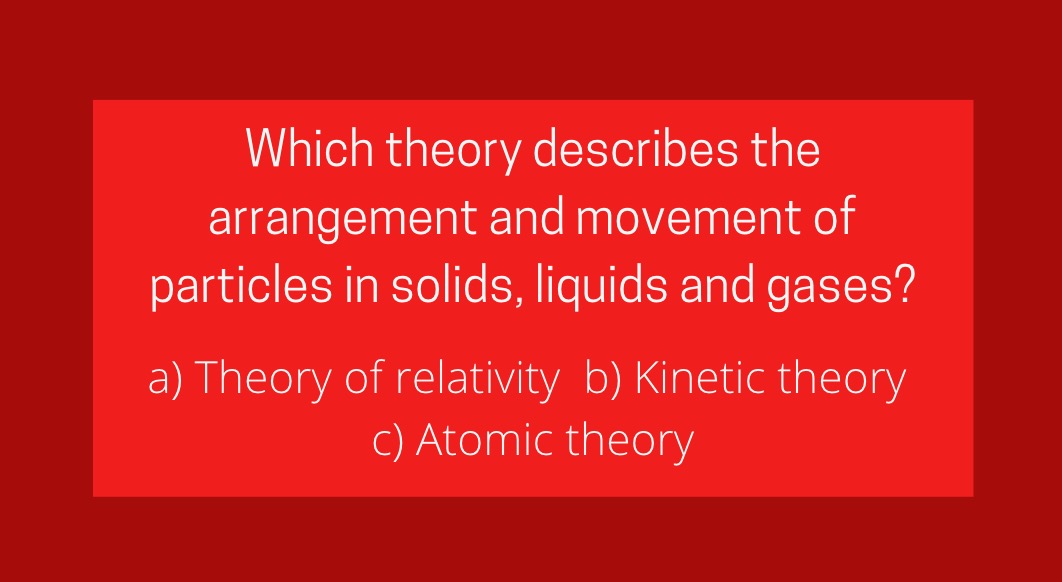 Which theory describes the
arrangement and movement of
particles in solids, liquids and gases?
a) Theory of relativity  b) Kinetic theory
c) Atomic theory